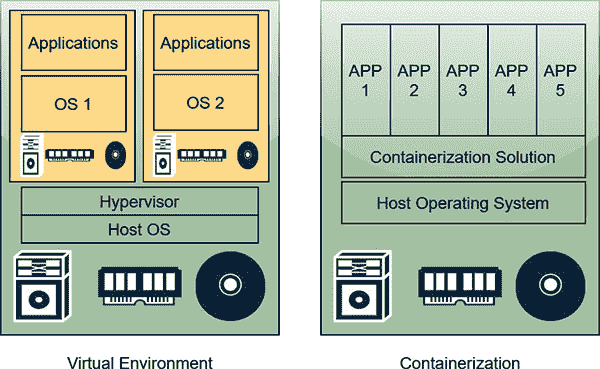 Applications
Applications
OS 1
OS 2
Hypervisor
Host OS
Virtual Environment
APP
1
APP
2
APP
3
APP
4
APP
5
Containerization Solution
Host Operating System
Containerization